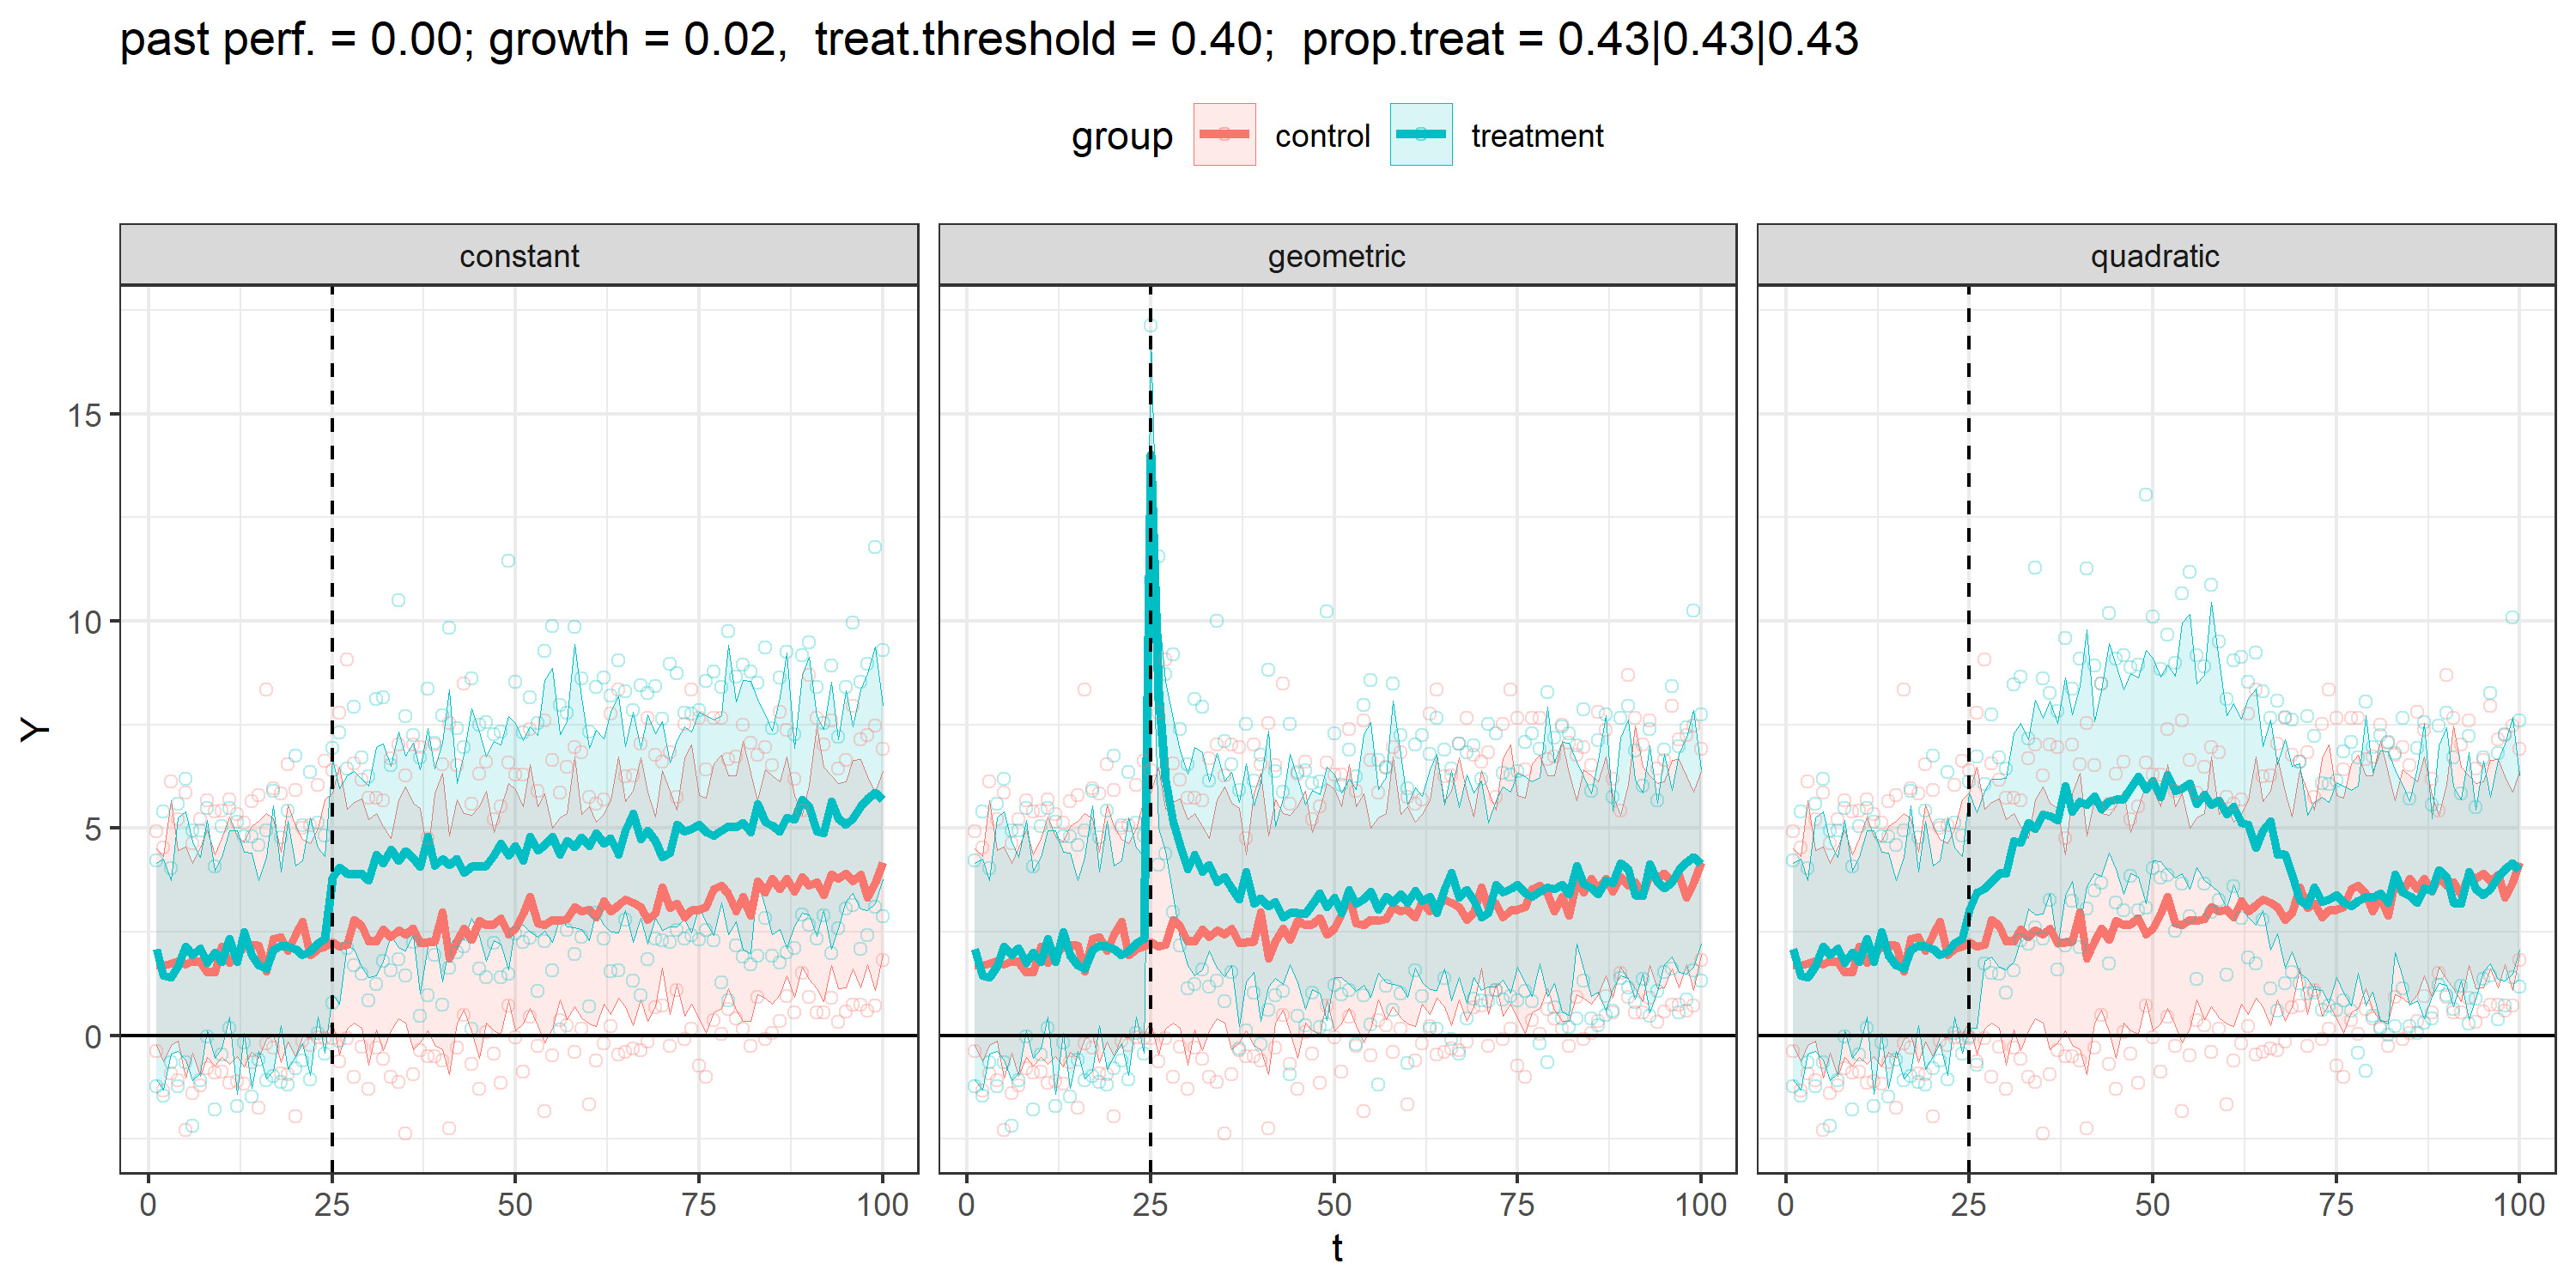 past perf. = 0.00; growth = 0.02,  treat.threshold = 0.40;  prop.treat = 0.43|0.43|0.43
group control treatment
constant geometric quadratic
Y
15
10
5
0
0 25 50 75 100 0 25 50 75 100 0 25 50 75 100
t